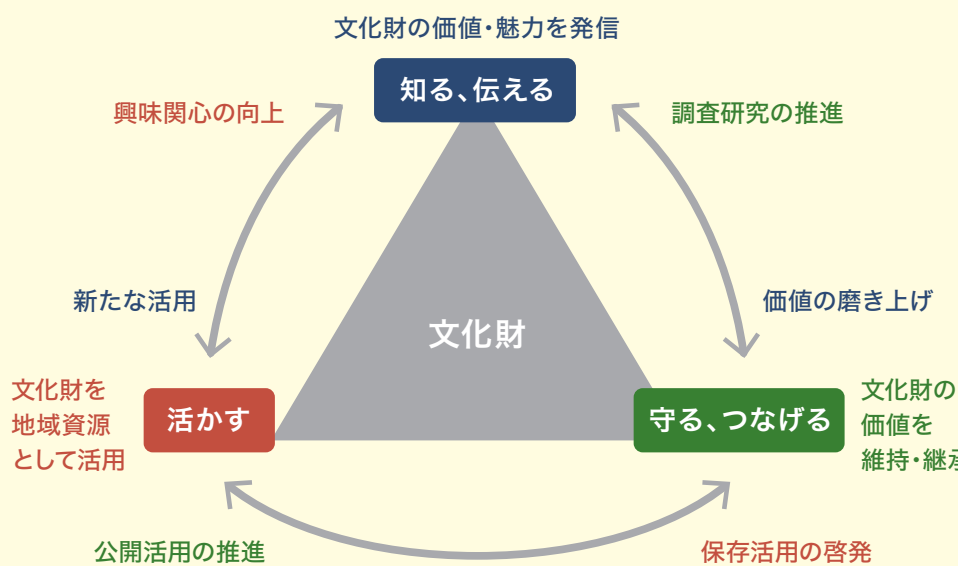 文化財の価値・魅力を発信
知る、伝える
興味関心の向上
調査研究の推進
新たな活用
価値の磨き上げ
文化財
文化財を
地域資源
として活用
活かす
守る、つなげる
文化財の
価値を
維持・継承
公開活用の推進
保存活用の啓発